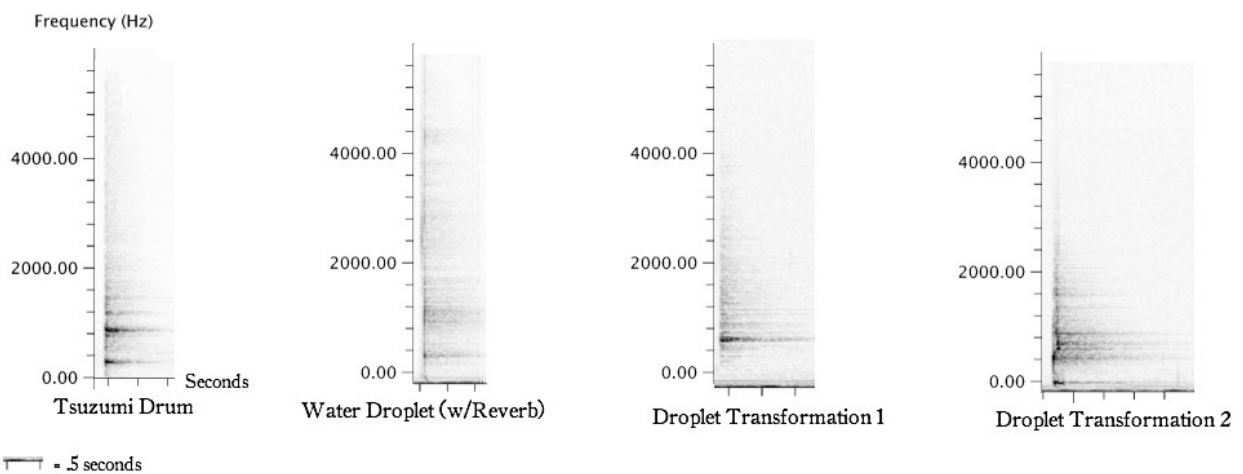 Frequency (Hz)
4000.00
2000.00
0.00
Seconds
Tsuzumi Drum
4000.00
2000.00
0.00
Water Droplet (w/Reverb)
4000.00
2000.00
0.00
Droplet Transformation 1
4000.00
2000.00
0.00
Droplet Transformation 2
= .5 seconds